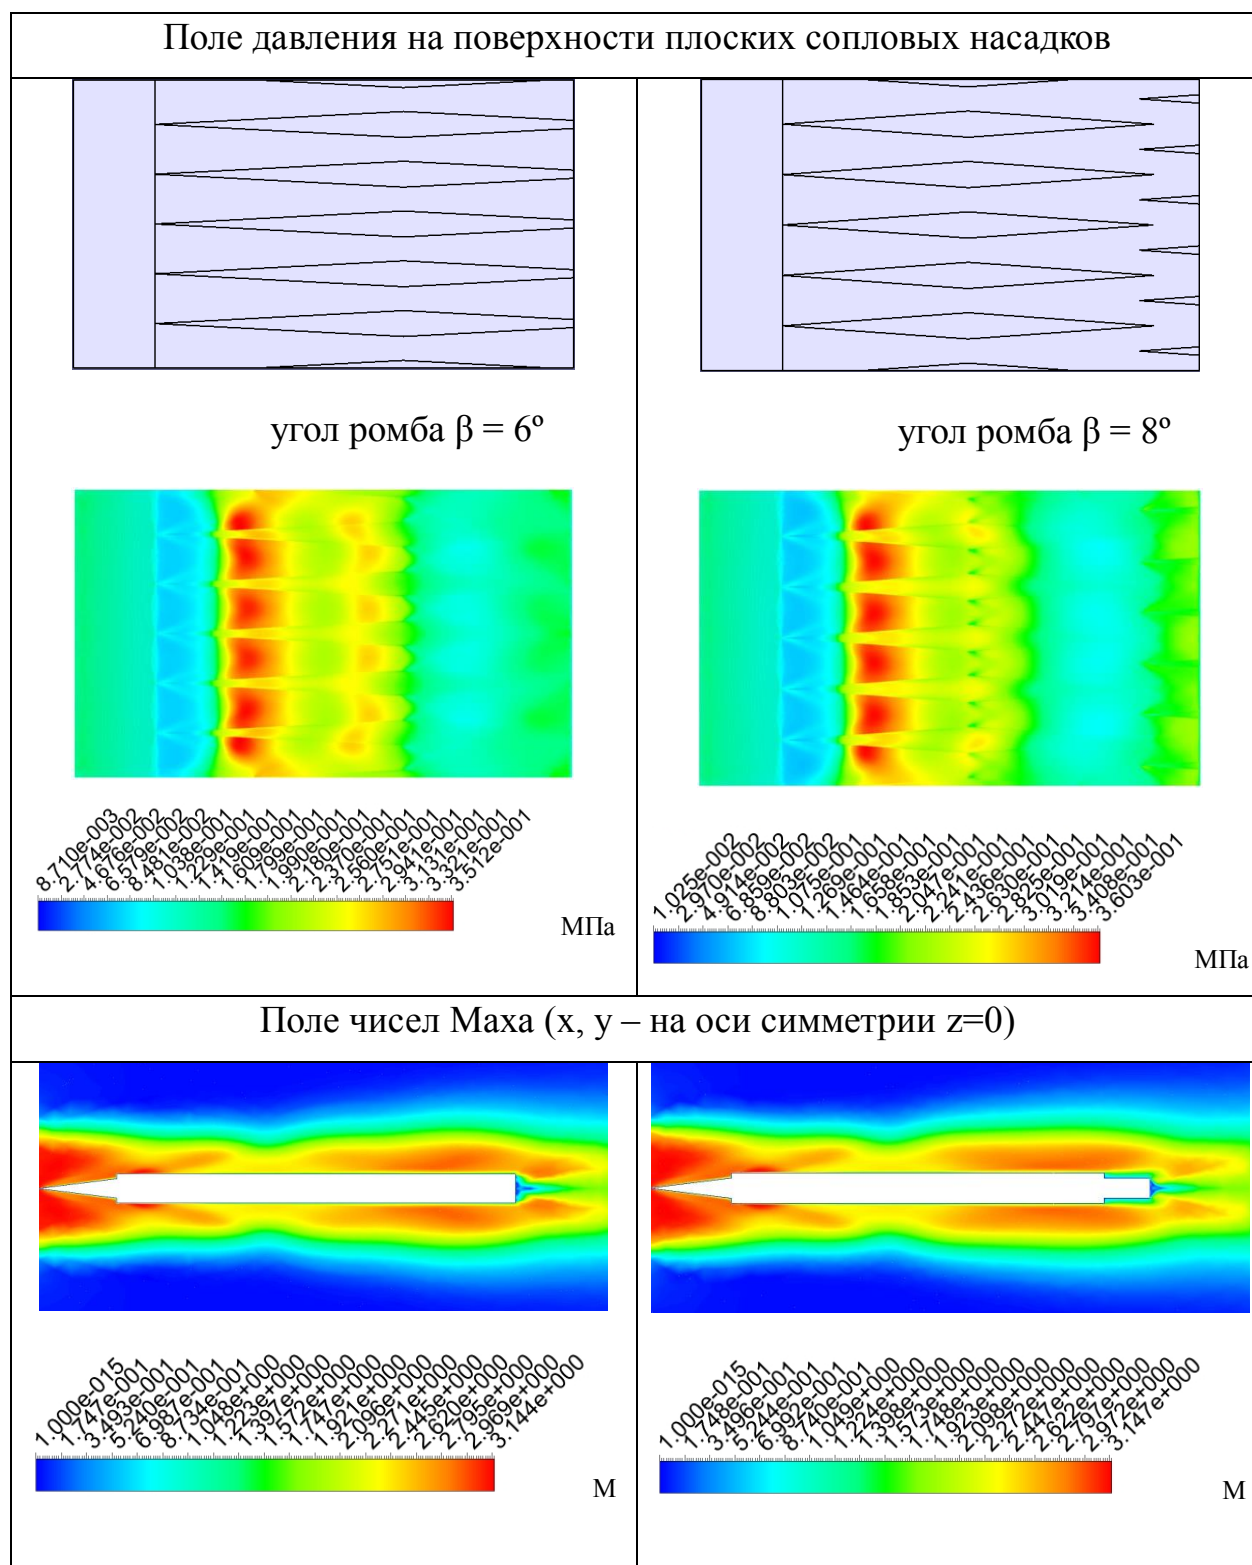 Поле давления на поверхности плоских сопловых насадков
угол ромба β = 6º
угол ромба β = 8º
8.710e-003
2.774e-002
4.676e-002
6.579e-002
8.481e-002
1.038e-001
1.229e-001
1.419e-001
1.609e-001
1.799e-001
1.990e-001
2.180e-001
2.370e-001
2.560e-001
2.751e-001
2.941e-001
3.131e-001
3.321e-001
3.512e-001
МПа
1.025e-002
2.970e-002
4.914e-002
6.859e-002
8.803e-002
1.075e-001
1.269e-001
1.464e-001
1.658e-001
1.853e-001
2.047e-001
2.241e-001
2.436e-001
2.630e-001
2.825e-001
3.019e-001
3.214e-001
3.408e-001
3.603e-001
МПа
Поле чисел Маха (x, y – на оси симметрии z=0)
1.000e-015
1.747e-001
3.493e-001
5.240e-001
6.987e-001
8.734e-001
1.048e+000
1.223e+000
1.397e+000
1.572e+000
1.747e+000
1.921e+000
2.096e+000
2.271e+000
2.445e+000
2.620e+000
2.795e+000
2.969e+000
3.144e+000
М
1.000e-015
1.748e-001
3.496e-001
5.244e-001
6.992e-001
8.740e-001
1.049e+000
1.224e+000
1.398e+000
1.573e+000
1.748e+000
1.923e+000
2.098e+000
2.272e+000
2.447e+000
2.622e+000
2.797e+000
2.972e+000
3.147e+000
М